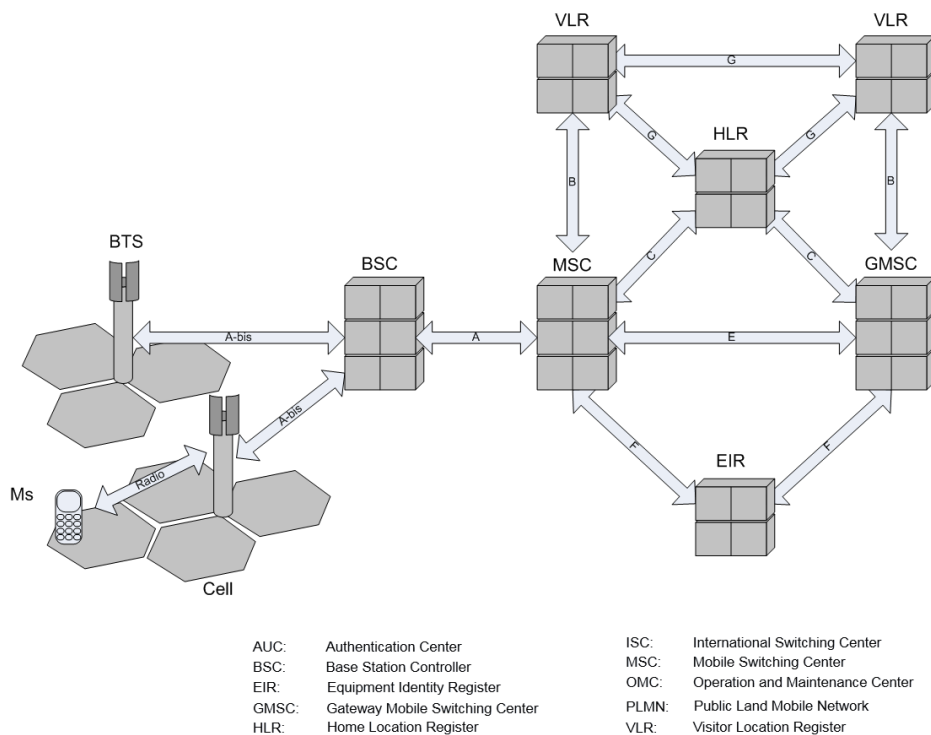 VLR
VLR
G
HLR
G
G
B
B
BTS
BSC
MSC
GMSC
C
C
A-bis
A
E
A-bis
F
F
Radio
EIR
Ms
Cell
AUC: Authentication Center
BSC: Base Station Controller
EIR: Equipment Identity Register
GMSC: Gateway Mobile Switching Center
HLR: Home Location Register
ISC: International Switching Center
MSC: Mobile Switching Center
OMC: Operation and Maintenance Center
PLMN: Public Land Mobile Network
VLR: Visitor Location Register